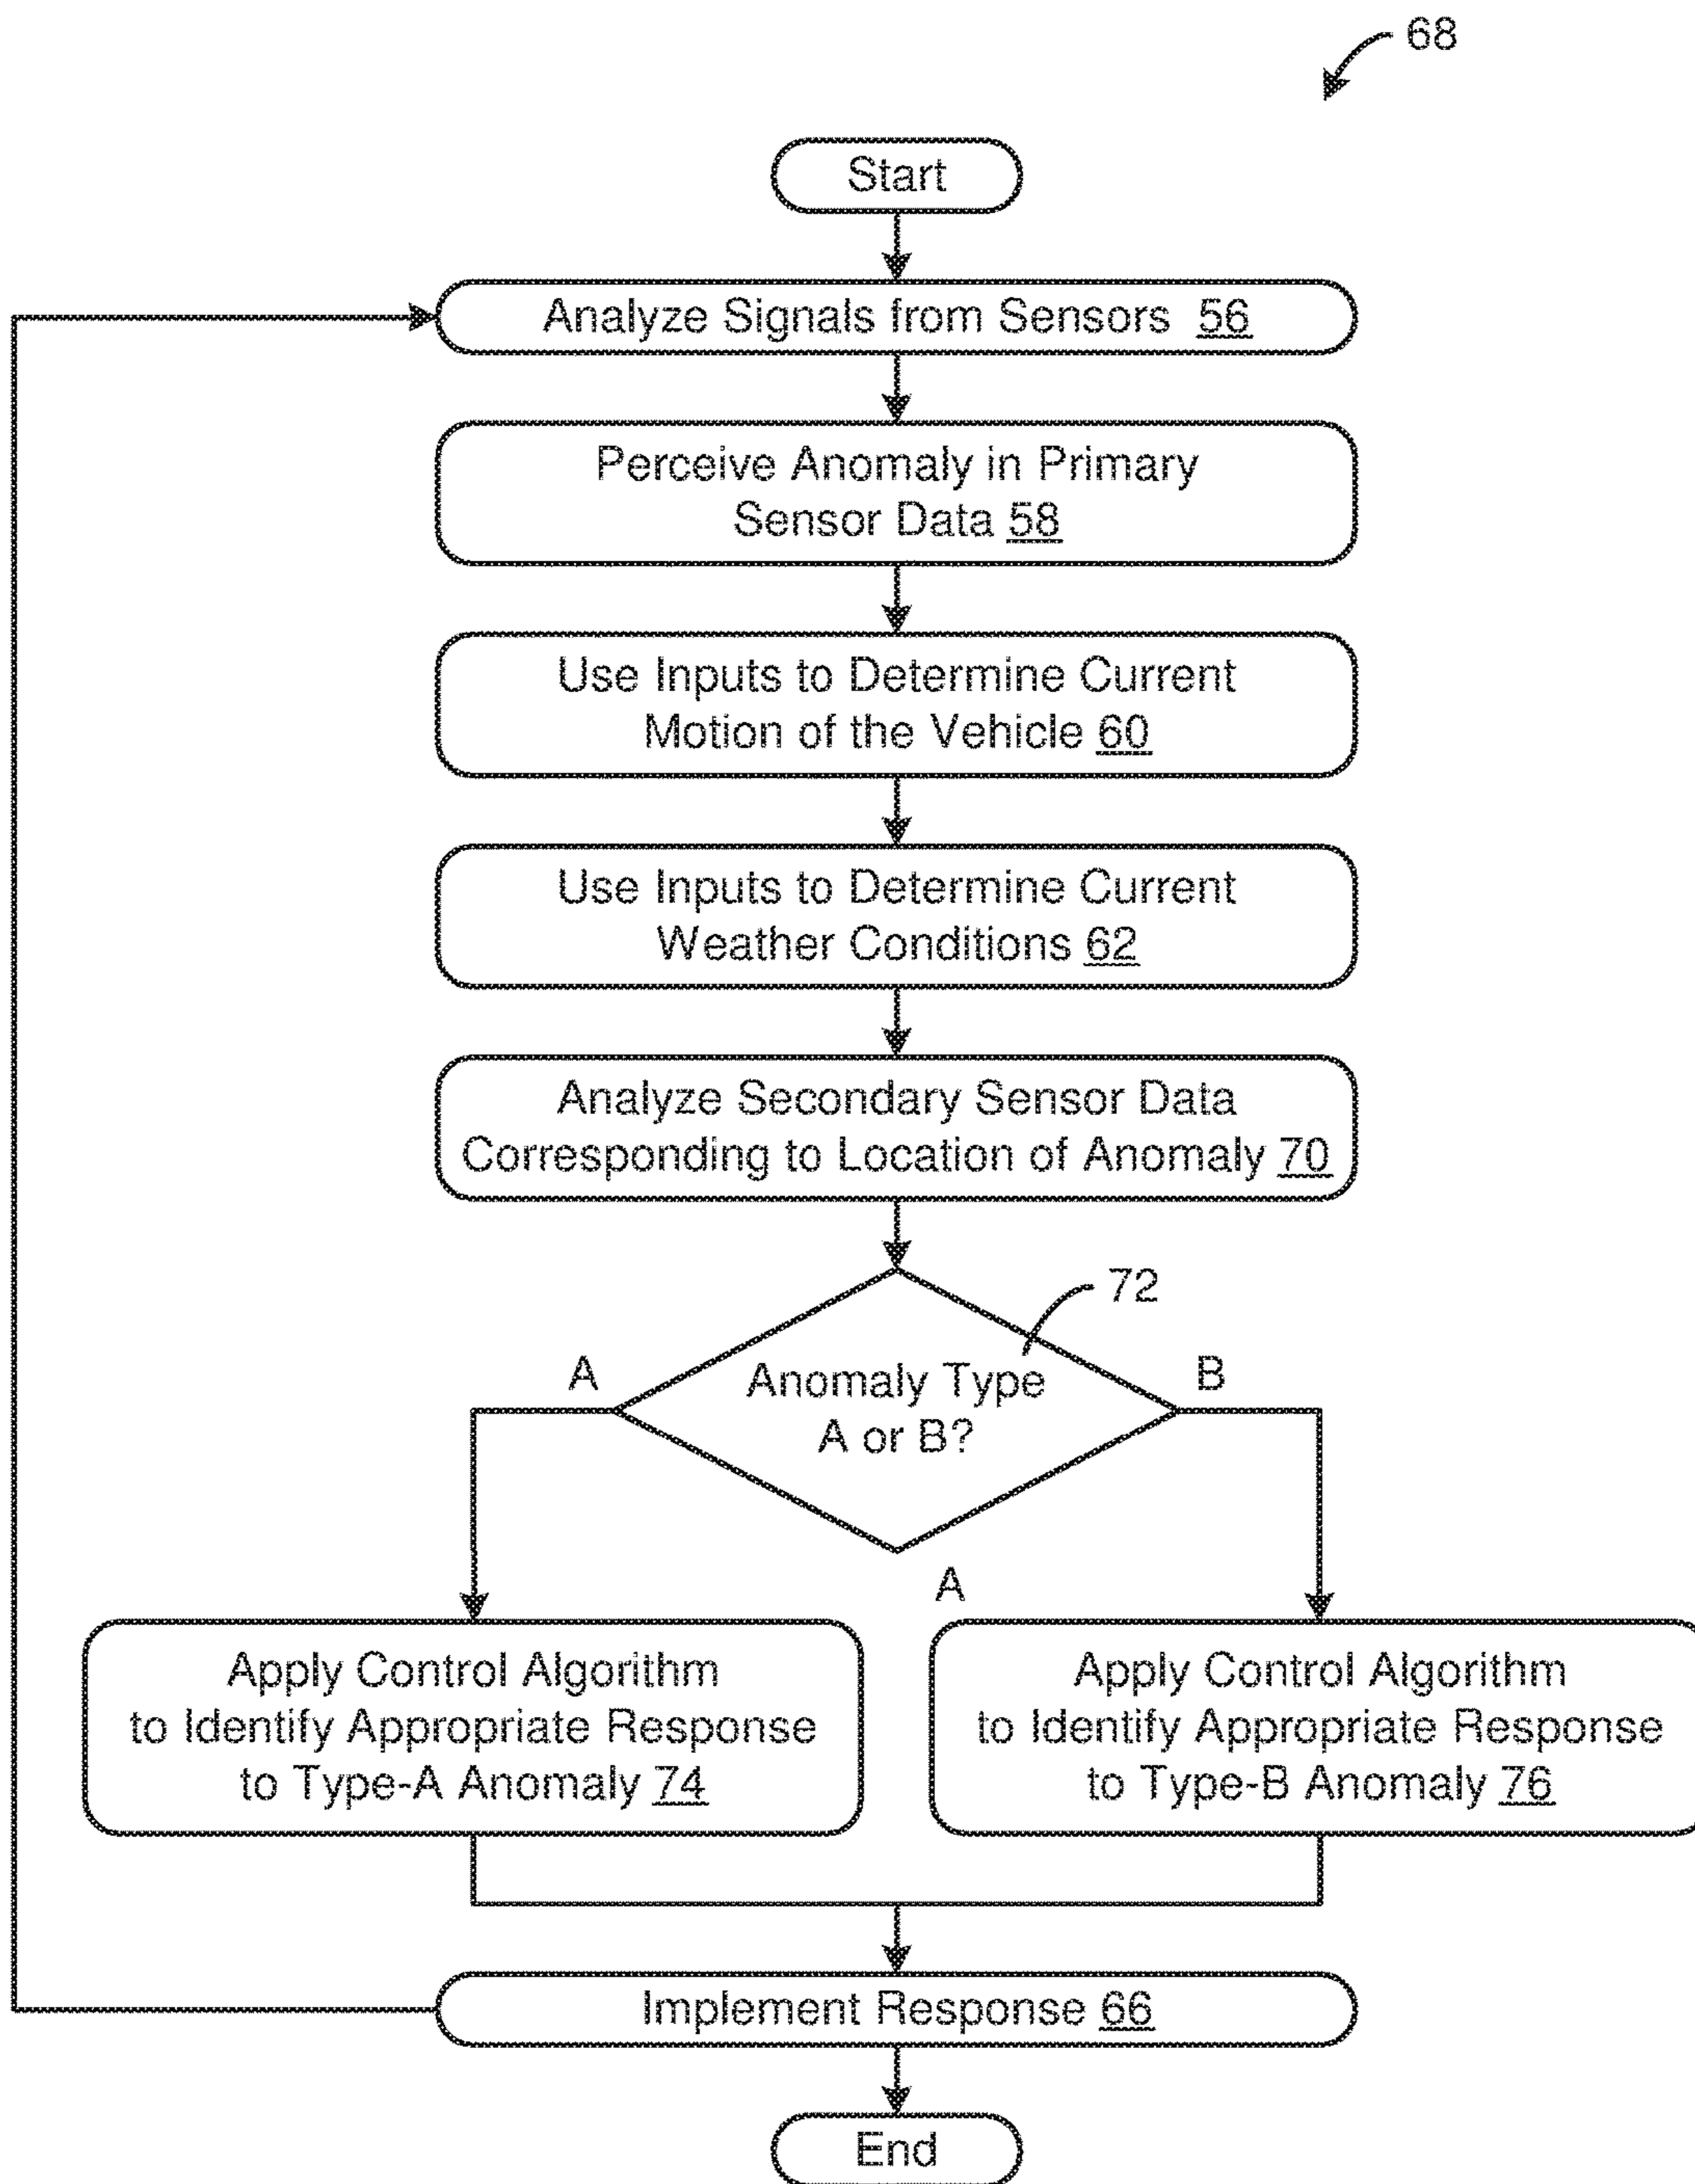 68
Start
Analyze Signals from Sensors 56
Perceive Anomaly in Primary
Sensor Data 58
Use Inputs to Determine Current
Motion of the Vehicle 60
Use Inputs to Determine Current
Weather Conditions 62
Analyze Secondary Sensor Data
Corresponding to Location of Anomaly 70
72
A
B
Anomaly Type
A or B?
A
Apply Control Algorithm
to Identify Appropriate Response
to Type-A Anomaly 74
Apply Control Algorithm
to Identify Appropriate Response
to Type-B Anomaly 76
Implement Response 66
End